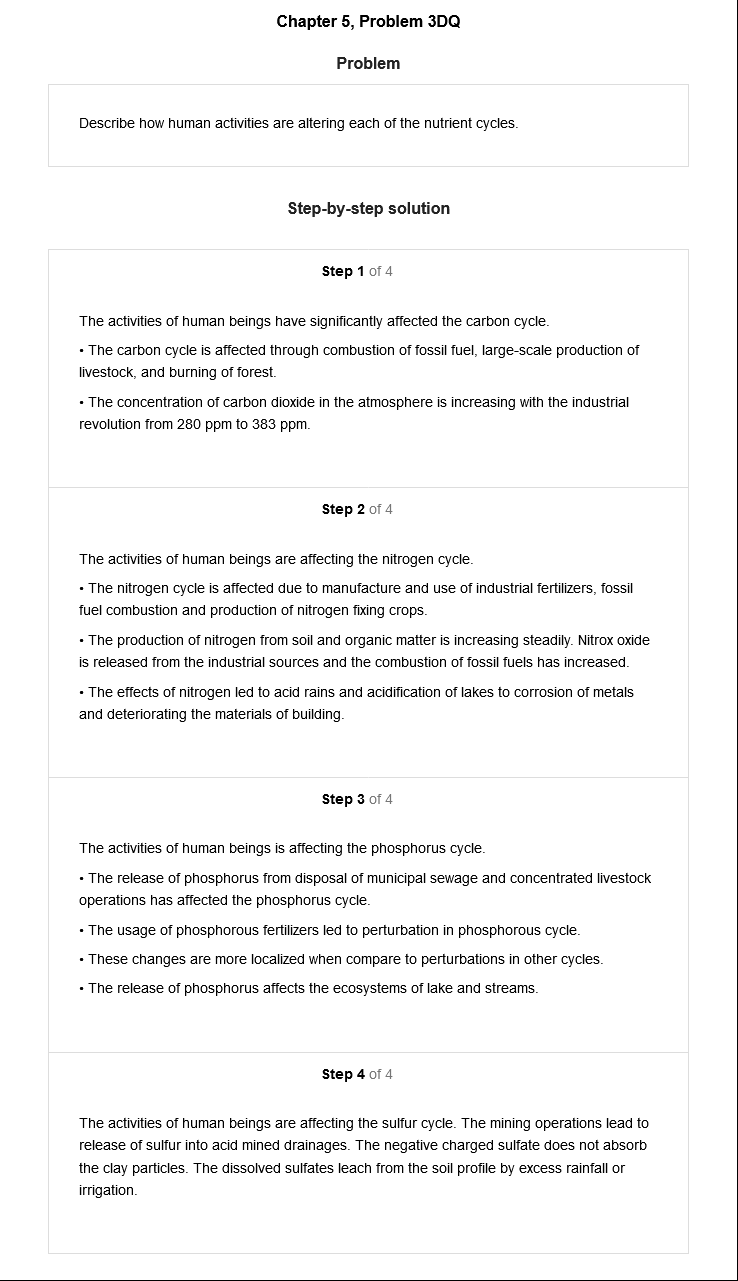 Chapter 5, Problem 3DQ
Problem
Describe how human activities are altering each of the nutrient cycles.
Step-by-step solution
Step 1 of 4
The activities of human beings have significantly affected the carbon cycle.
• The carbon cycle is affected through combustion of fossil fuel, large-scale production of
livestock, and burning of forest.
• The concentration of carbon dioxide in the atmosphere is increasing with the industrial
revolution from 280 ppm to 383 ppm.
Step 2 of 4
The activities of human beings are affecting the nitrogen cycle.
• The nitrogen cycle is affected due to manufacture and use of industrial fertilizers, fossil
fuel combustion and production of nitrogen fixing crops.
• The production of nitrogen from soil and organic matter is increasing steadily. Nitrox oxide
is released from the industrial sources and the combustion of fossil fuels has increased.
• The effects of nitrogen led to acid rains and acidification of lakes to corrosion of metals
and deteriorating the materials of building.
Step 3 of 4
The activities of human beings is affecting the phosphorus cycle.
• The release of phosphorus from disposal of municipal sewage and concentrated livestock
operations has affected the phosphorus cycle.
• The usage of phosphorous fertilizers led to perturbation in phosphorous cycle.
• These changes are more localized when compare to perturbations in other cycles.
• The release of phosphorus affects the ecosystems of lake and streams.
Step 4 of 4
The activities of human beings are affecting the sulfur cycle. The mining operations lead to
release of sulfur into acid mined drainages. The negative charged sulfate does not absorb
the clay particles. The dissolved sulfates leach from the soil profile by excess rainfall or
irrigation.